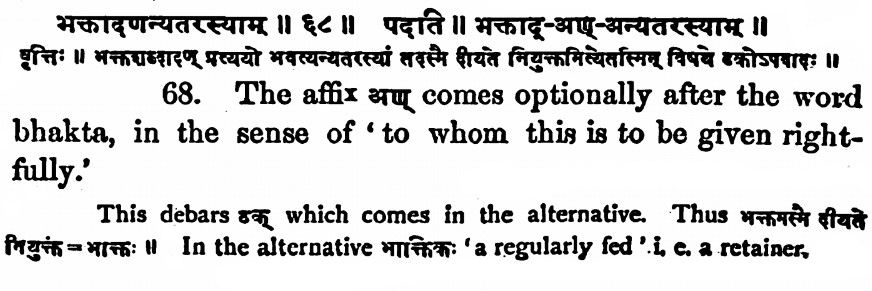 भक्तादणन्यतरस्याम् ॥ ६८ ॥ पदानि ॥ भक्ताद्-अण्-अन्यतरस्याम् ॥
वृत्तिः ॥ भक्तशब्दादण् प्रत्ययो भवत्यन्यतरस्यां तदस्मै दीयते नियुक्तमित्येतस्मिन् विषये ठकोऽपवादः ॥
68. The affix अण् comes optionally after the word
bhakta, in the sense of ‘to whom this is to be given right-
fully.’
This debars ठक् which comes in the alternative. Thus भक्तमस्मै दीयते
नियुक्तं = भाक्तः ॥ In the alternative भाक्तिकः ‘a regularly fed’ i. e. a retainer.